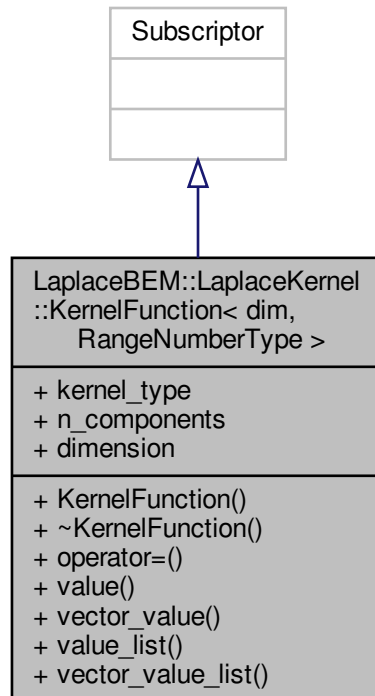 Subscriptor
LaplaceBEM::LaplaceKernel
::KernelFunction< dim,
RangeNumberType >
+ kernel_type
+ n_components
+ dimension
+ KernelFunction()
+ ~KernelFunction()
+ operator=()
+ value()
+ vector_value()
+ value_list()
+ vector_value_list()